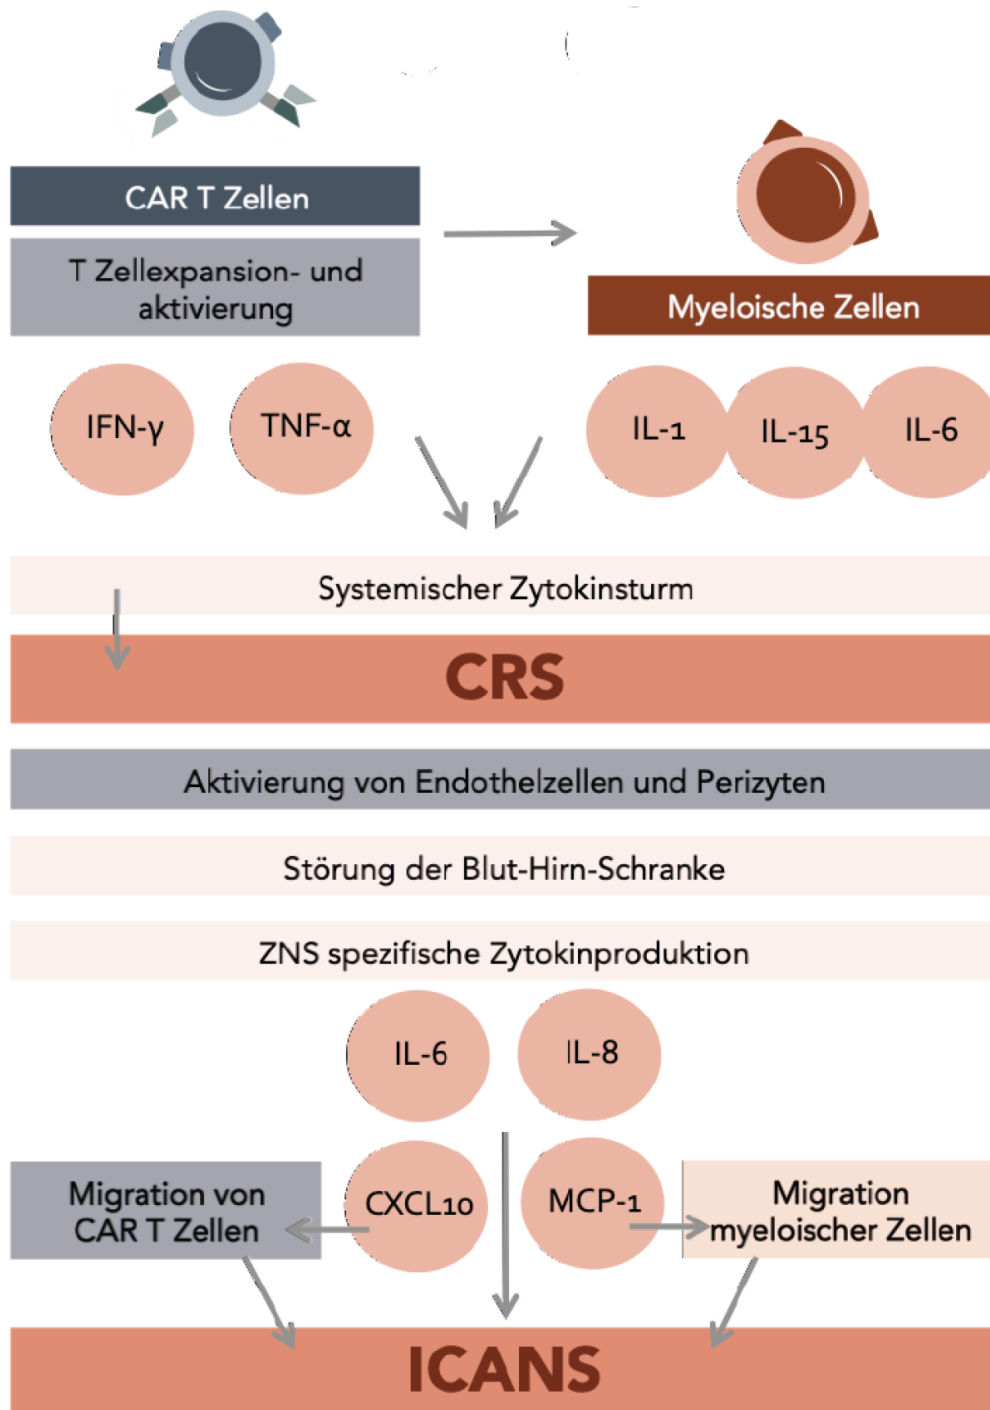 CAR T Zellen
T Zellexpansion- und
aktivierung
Myeloische Zellen
IFN-γ
TNF-α
IL-1
IL-15
IL-6
Systemischer Zytokinsturm
CRS
Aktivierung von Endothelzellen und Perizyten
Störung der Blut-Hirn-Schranke
ZNS spezifische Zytokinproduktion
IL-6
IL-8
Migration von
CAR T Zellen
CXCL10
MCP-1
Migration
myeloischer Zellen
ICANS